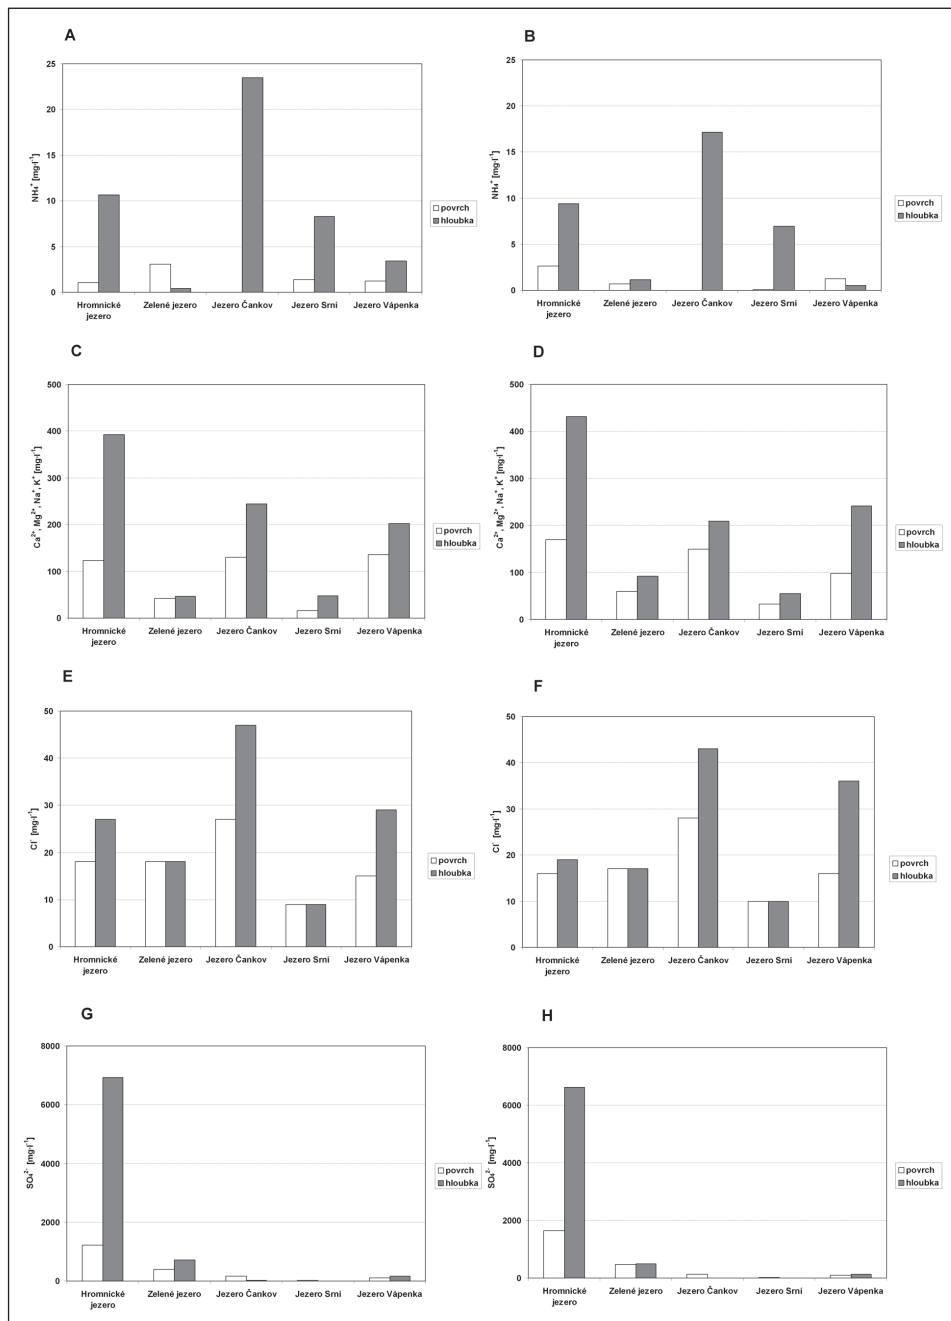 A
25
20
15
10
5
0
NH₄⁺ [mg·l⁻¹]
Hromnické
jezero
Zelené jezero
Jezero Čankov
Jezero Srní
Jezero Vápenka
povrch
hloubka
B
25
20
15
10
5
0
NH₄⁺ [mg·l⁻¹]
Hromnické
jezero
Zelené jezero
Jezero Čankov
Jezero Srní
Jezero Vápenka
povrch
hloubka
C
500
400
300
200
100
0
Ca²⁺, Mg²⁺, Na⁺, K⁺ [mg·l⁻¹]
Hromnické
jezero
Zelené jezero
Jezero Čankov
Jezero Srní
Jezero Vápenka
povrch
hloubka
D
500
400
300
200
100
0
Ca²⁺, Mg²⁺, Na⁺, K⁺ [mg·l⁻¹]
Hromnické
jezero
Zelené jezero
Jezero Čankov
Jezero Srní
Jezero Vápenka
povrch
hloubka
E
50
40
30
20
10
0
Cl⁻ [mg·l⁻¹]
Hromnické
jezero
Zelené jezero
Jezero Čankov
Jezero Srní
Jezero Vápenka
povrch
hloubka
F
50
40
30
20
10
0
Cl⁻ [mg·l⁻¹]
Hromnické
jezero
Zelené jezero
Jezero Čankov
Jezero Srní
Jezero Vápenka
povrch
hloubka
G
8000
6000
4000
2000
0
SO₄²⁻ [mg·l⁻¹]
Hromnické
jezero
Zelené jezero
Jezero Čankov
Jezero Srní
Jezero Vápenka
povrch
hloubka
H
8000
6000
4000
2000
0
SO₄²⁻ [mg·l⁻¹]
Hromnické
jezero
Zelené jezero
Jezero Čankov
Jezero Srní
Jezero Vápenka
povrch
hloubka